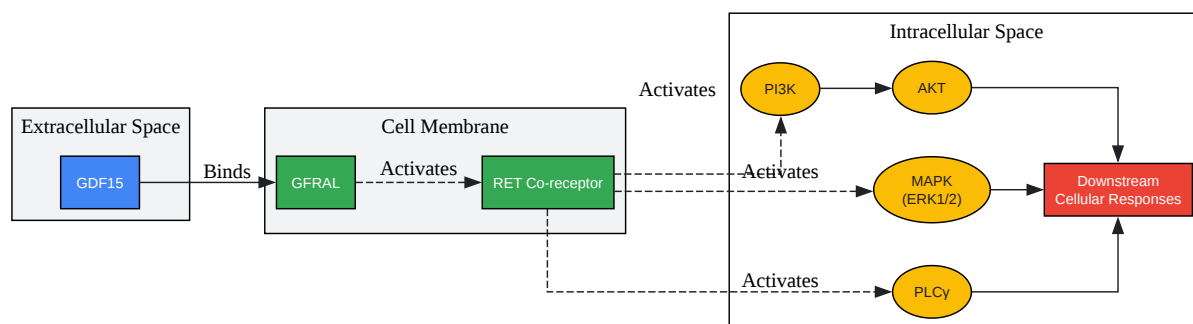 Intracellular Space
Activates
PI3K
AKT
Extracellular Space
Cell Membrane
GDF15
Binds
GFRAL
Activates
RET Co-receptor
Activates
MAPK
(ERK1/2)
Downstream
Cellular Responses
Activates
PLCγ